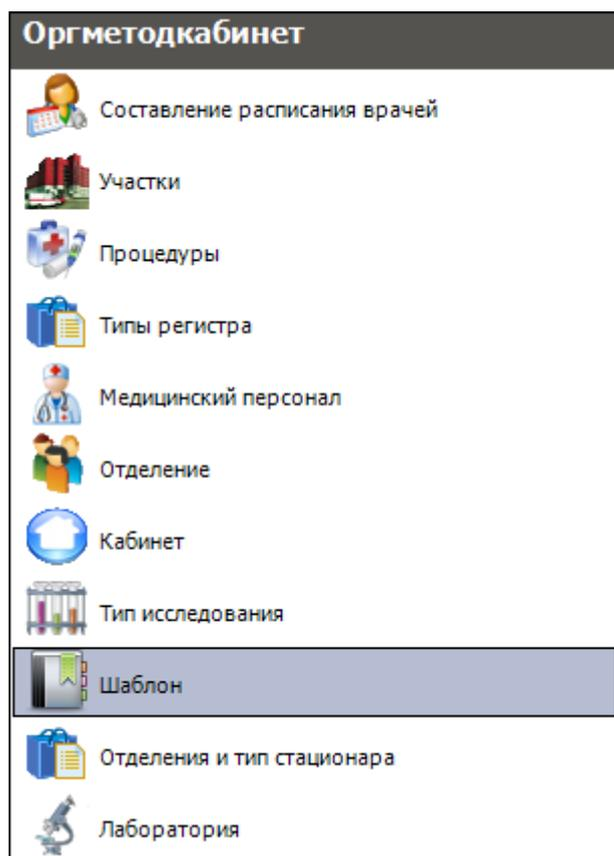 Оргметодкабинет
Составление расписания врачей
Участки
Процедуры
Типы регистра
Медицинский персонал
Отделение
Кабинет
Тип исследования
Шаблон
Отделения и тип стационара
Лаборатория